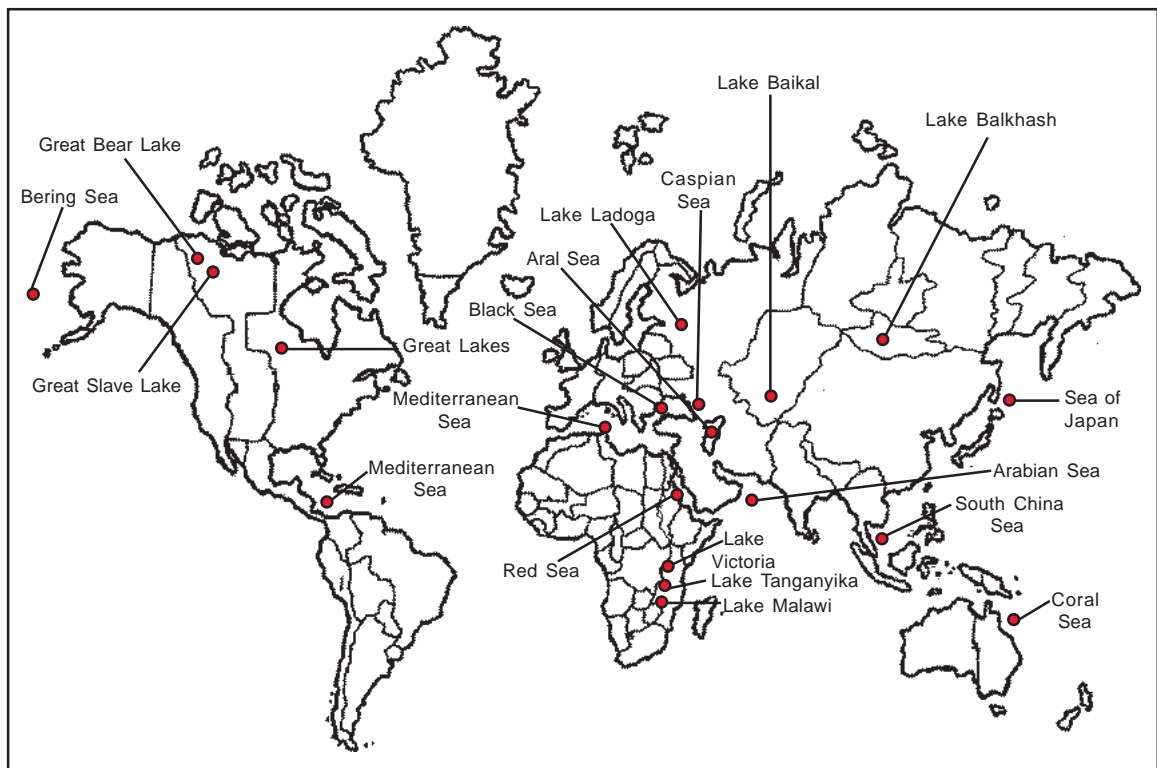 Lake Baikal
Lake Balkhash
Great Bear Lake
Bering Sea
Caspian
Sea
Lake Ladoga
Aral Sea
Black Sea
Great Lakes
Great Slave Lake
Mediterranean
Sea
Sea of
Japan
Mediterranean
Sea
Arabian Sea
South China
Sea
Red Sea
Lake
Victoria
Lake Tanganyika
Lake Malawi
Coral
Sea